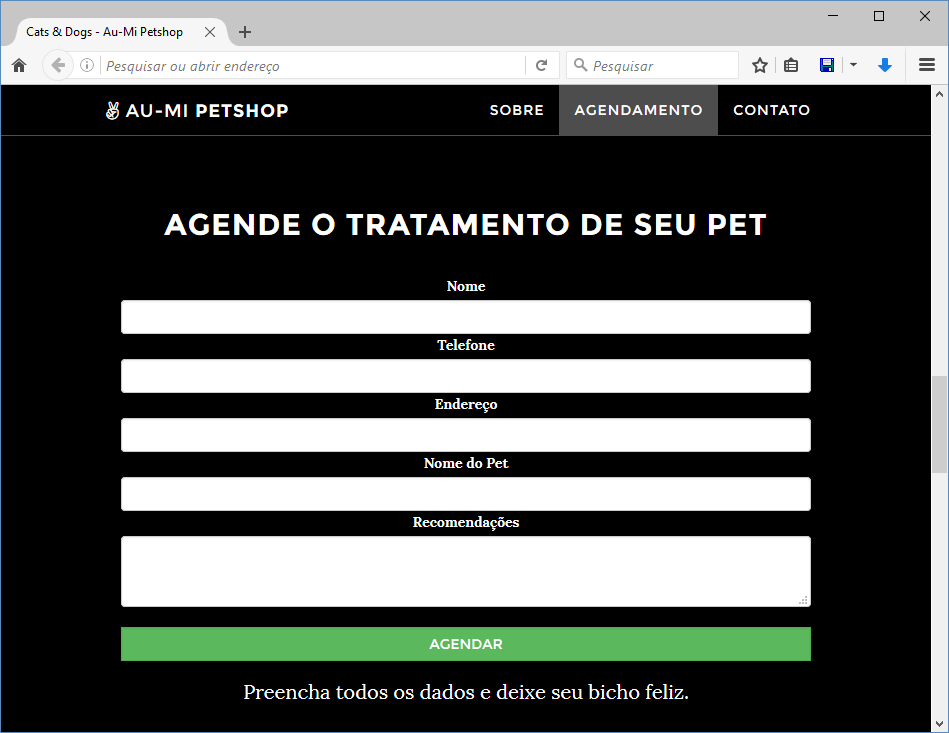 Cats & Dogs - Au-Mi Petshop
Pesquisar ou abrir endereço
Pesquisar
AU-MI PETSHOP
SOBRE
AGENDAMENTO
CONTATO
AGENDE O TRATAMENTO DE SEU PET
Nome
Telefone
Endereço
Nome do Pet
Recomendações
AGENDAR
Preencha todos os dados e deixe seu bicho feliz.